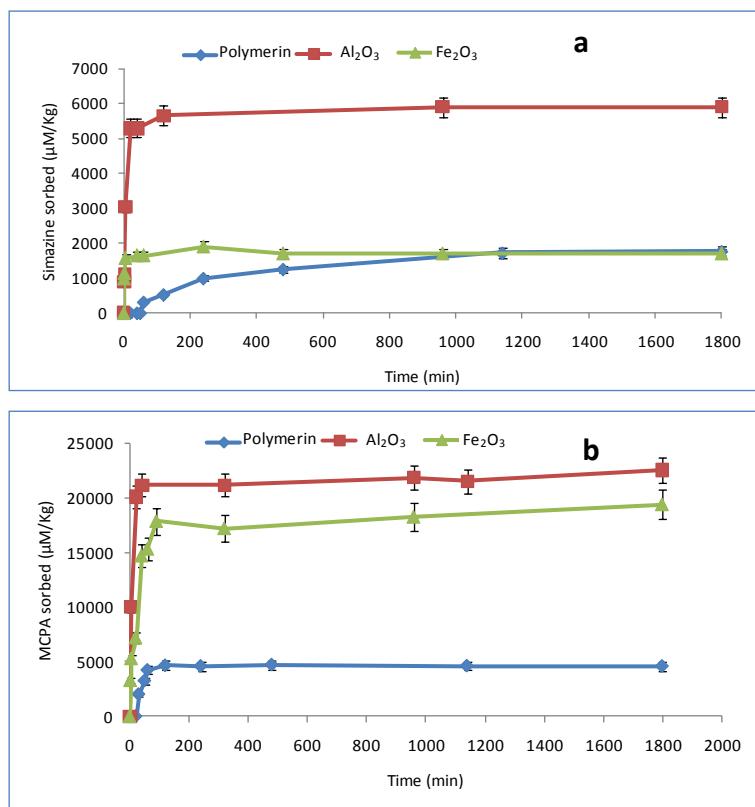 a
Polymerin Al₂O₃ Fe₂O₃
7000
6000
5000
4000
3000
2000
1000
0
Simazine sorbed (µM/Kg)
0 200 400 600 800 1000 1200 1400 1600 1800
Time (min)
b
Polymerin Al₂O₃ Fe₂O₃
25000
20000
15000
10000
5000
0
MCPA sorbed (µM/Kg)
0 200 400 600 800 1000 1200 1400 1600 1800 2000
Time (min)